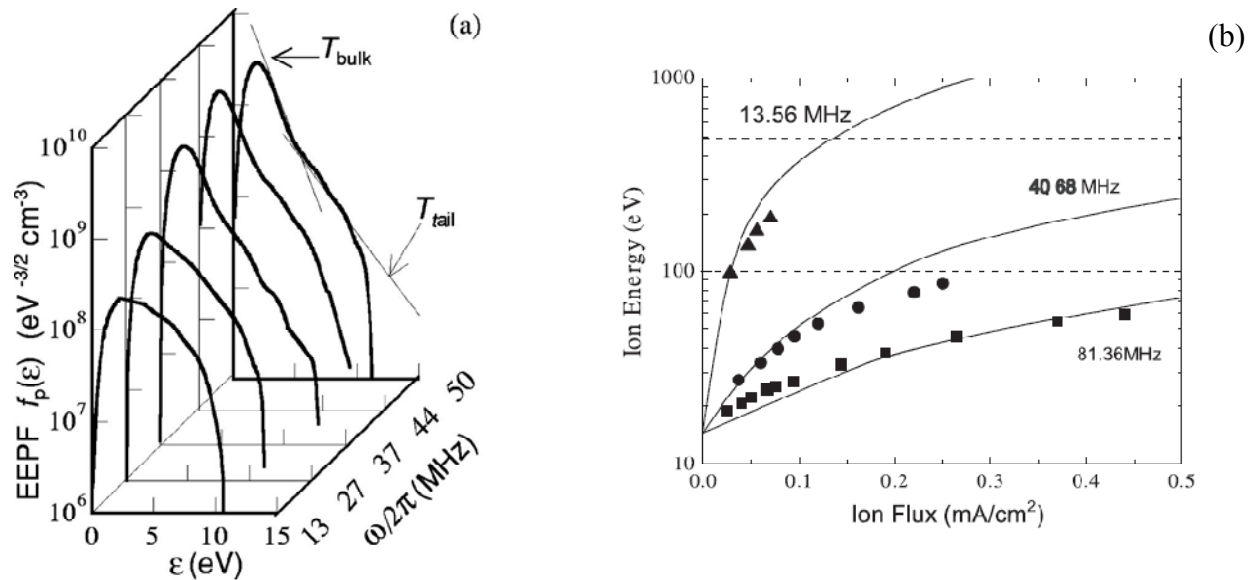 (a)
T_bulk
T_tail
10^10
10^9
10^8
10^7
10^6
EEPF f_p(ε) (eV^-3/2 cm^-3)
0 5 10 15
ε (eV)
13 27 37 44 50
ω/2π (MHz)
(b)
1000
100
10
Ion Energy (eV)
13.56 MHz
40 68 MHz
81.36MHz
0.0 0.1 0.2 0.3 0.4 0.5
Ion Flux (mA/cm²)